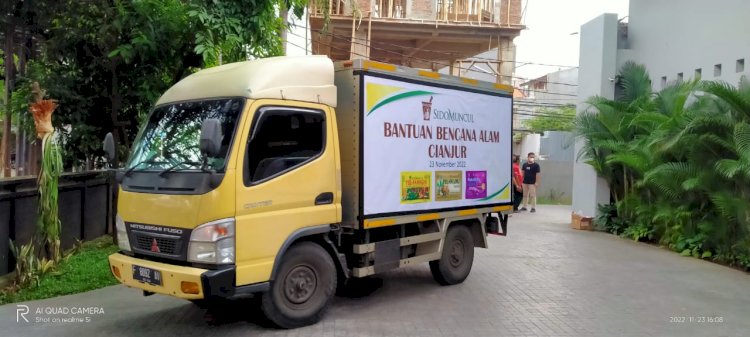 SIDOMUNCUL
BANTUAN BENCANA ALAM
CIANJUR
23 November 2022
MITSUBISHI FUSO
CANTER
AI QUAD CAMERA
Shot on realme 5i
2022-11-23 16:08